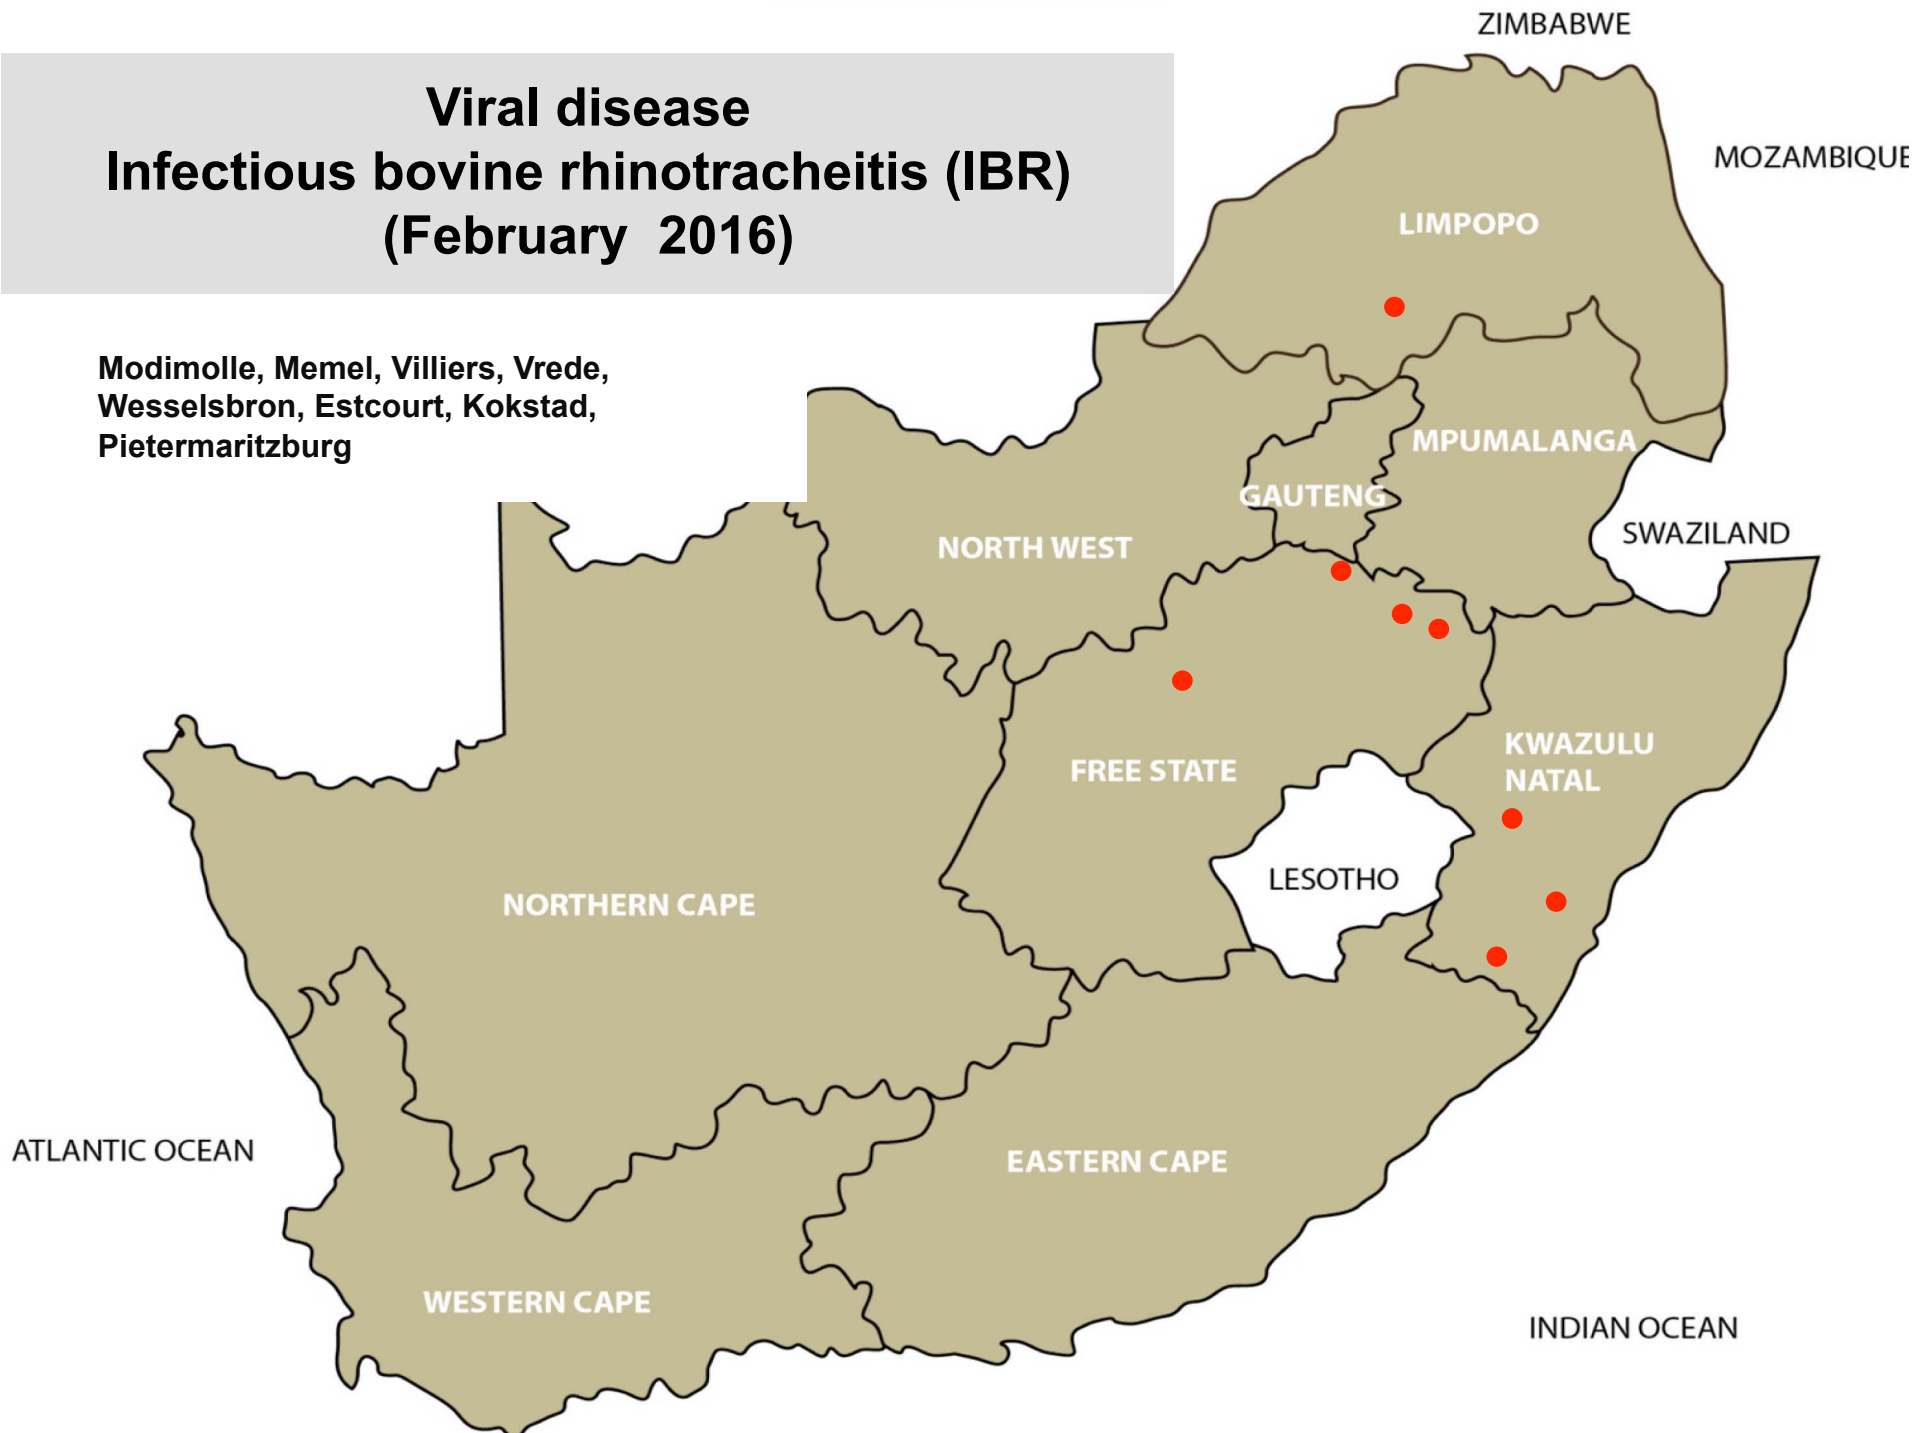 ZIMBABWE
Viral disease
Infectious bovine rhinotracheitis (IBR)
(February 2016)
MOZAMBIQUE
LIMPOPO
Modimolle, Memel, Villiers, Vrede,
Wesselsbron, Estcourt, Kokstad,
Pietermaritzburg
MPUMALANGA
GAUTENG
SWAZILAND
NORTH WEST
KWAZULU
NATAL
FREE STATE
LESOTHO
NORTHERN CAPE
ATLANTIC OCEAN
EASTERN CAPE
WESTERN CAPE
INDIAN OCEAN